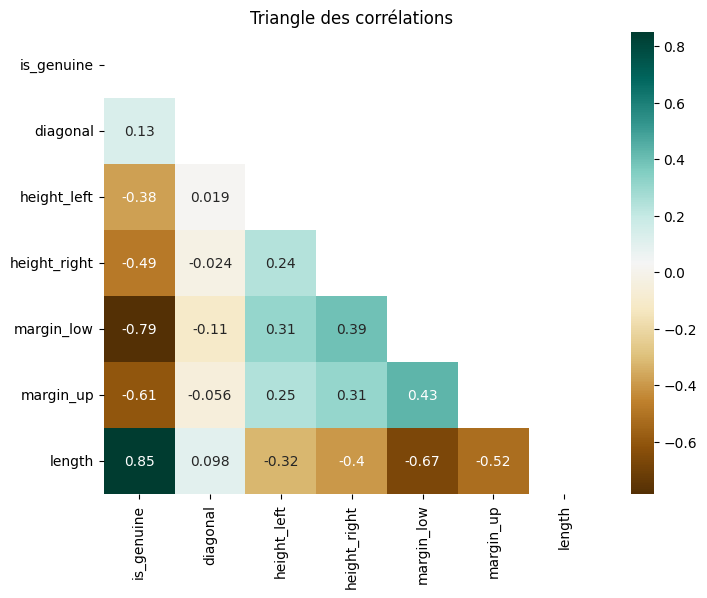 Triangle des corrélations
is_genuine
diagonal 0.13
height_left -0.38 0.019
height_right -0.49 -0.024 0.24
margin_low -0.79 -0.11 0.31 0.39
margin_up -0.61 -0.056 0.25 0.31 0.43
length 0.85 0.098 -0.32 -0.4 -0.67 -0.52
is_genuine diagonal height_left height_right margin_low margin_up length
0.8
0.6
0.4
0.2
0.0
−0.2
−0.4
−0.6